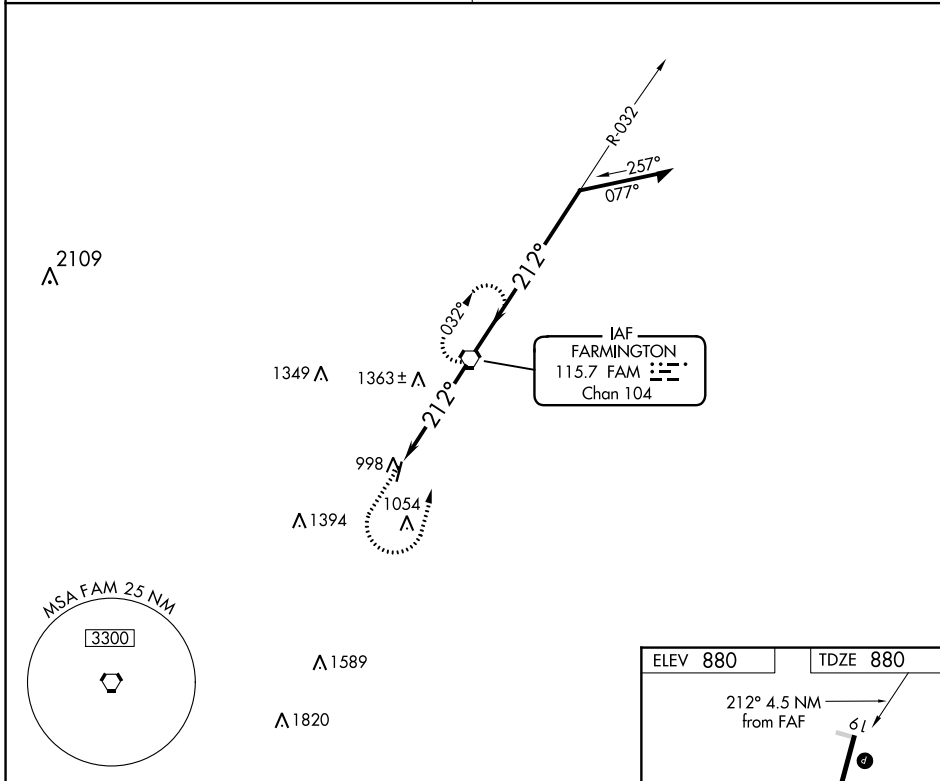 R-032
257°
077°
2109
212°
032°
IAF
FARMINGTON
115.7 FAM
Chan 104
1349
1363 ±
212°
998
1054
1394
MSA FAM 25 NM
3300
1589
1820
ELEV 880
TDZE 880
212° 4.5 NM
from FAF
19
P